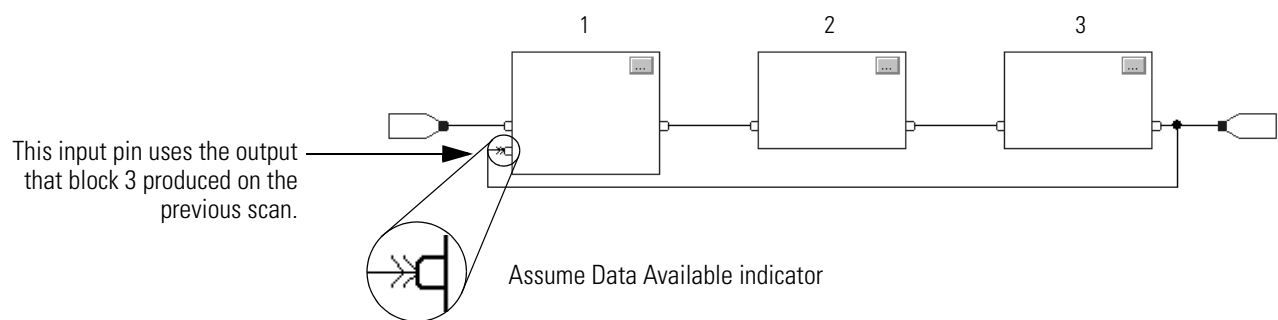 1 2 3
... ... ...
This input pin uses the output
that block 3 produced on the
previous scan.
Assume Data Available indicator